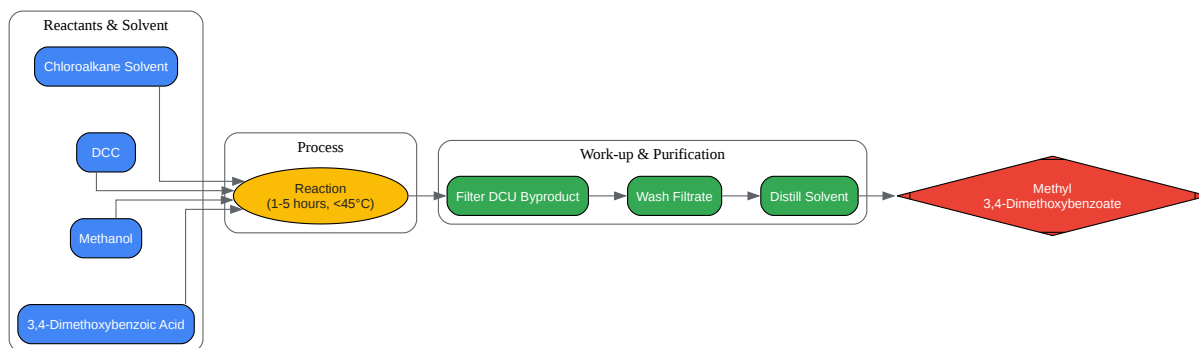 Reactants & Solvent
Chloroalkane Solvent
DCC
Methanol
3,4-Dimethoxybenzoic Acid
Process
Reaction
(1-5 hours, <45°C)
Work-up & Purification
Filter DCU Byproduct
Wash Filtrate
Distill Solvent
Methyl
3,4-Dimethoxybenzoate